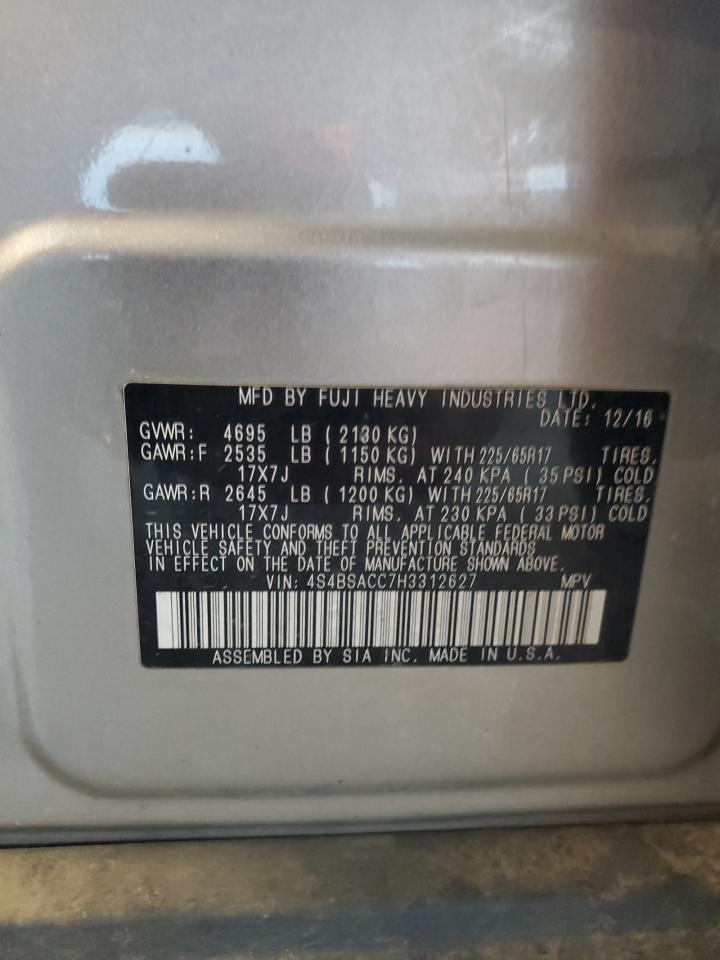 MFD BY FUJI HEAVY INDUSTRIES LTD.
DATE: 12/16
GVWR: 4695 LB ( 2130 KG)
GAWR:F 2535 LB ( 1150 KG) WITH 225/65R17 TIRES,
17X7J RIMS, AT 240 KPA ( 35 PSI) COLD
GAWR:R 2645 LB ( 1200 KG) WITH 225/65R17 TIRES,
17X7J RIMS, AT 230 KPA ( 33 PSI) COLD
THIS VEHICLE CONFORMS TO ALL APPLICABLE FEDERAL MOTOR
VEHICLE SAFETY AND THEFT PREVENTION STANDARDS
IN EFFECT ON THE DATE OF MANUFACTURE SHOWN ABOVE.
VIN: 4S4BSACC7H3312627 MPV
ASSEMBLED BY SIA INC. MADE IN U.S.A.